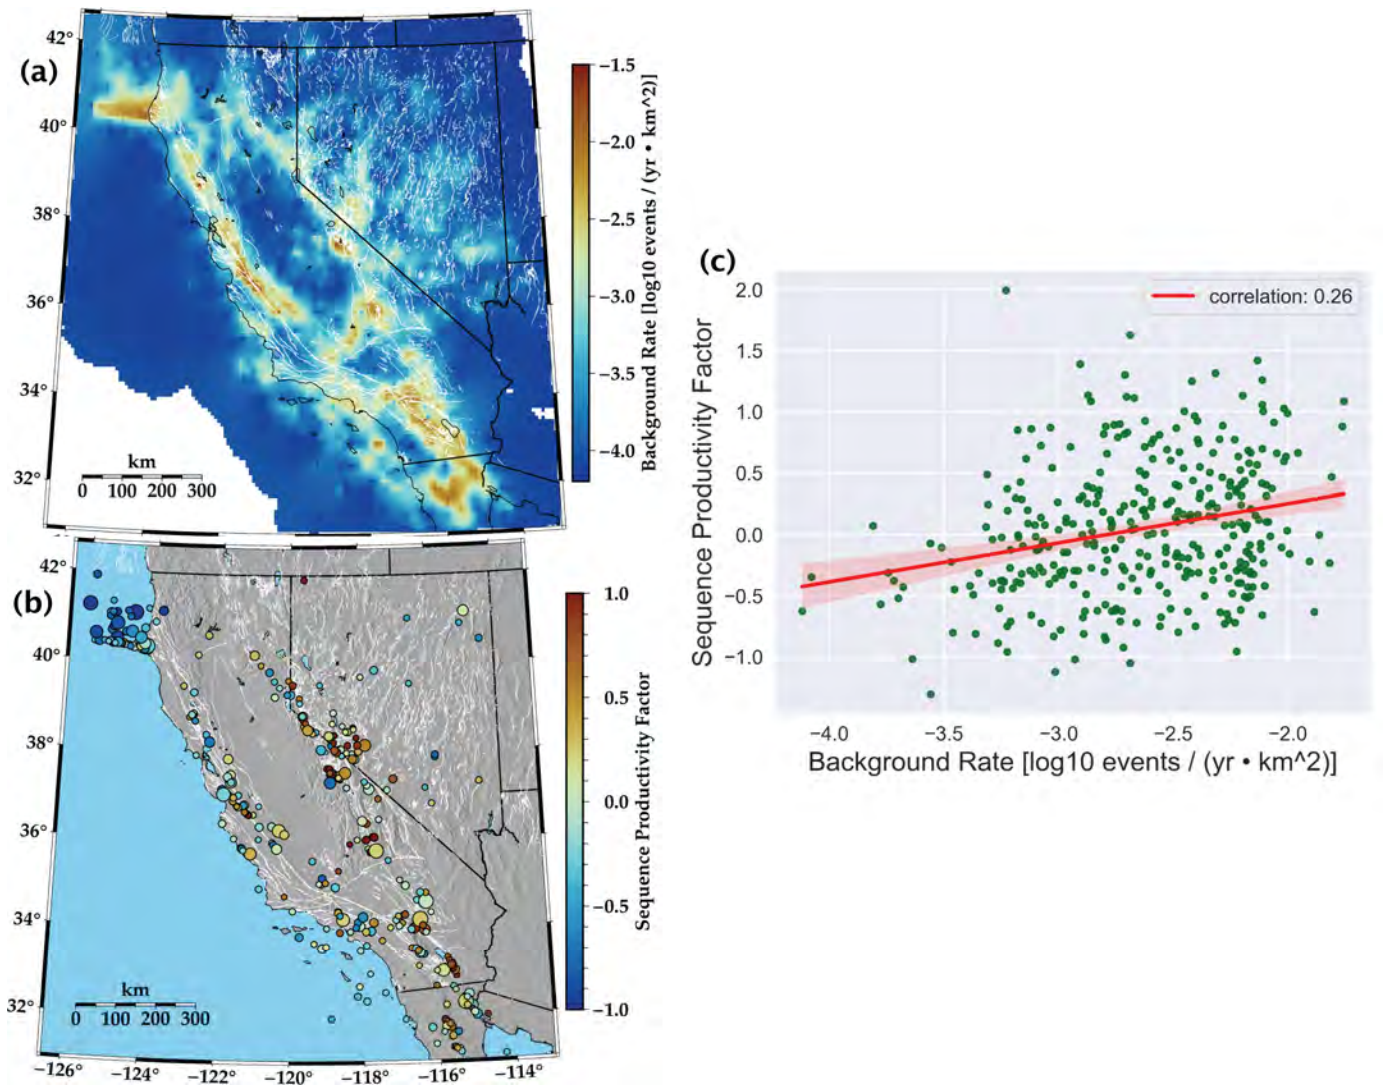 (a)
42°
40°
38°
36°
34°
32°
km
0 100 200 300
−1.5
−2.0
−2.5
−3.0
−3.5
−4.0
Background Rate [log10 events / (yr • km^2)]
(b)
42°
40°
38°
36°
34°
32°
km
0 100 200 300
−126° −124° −122° −120° −118° −116° −114°
1.0
0.5
0.0
−0.5
−1.0
Sequence Productivity Factor
(c)
correlation: 0.26
2.0
1.5
1.0
0.5
0.0
−0.5
−1.0
Sequence Productivity Factor
−4.0 −3.5 −3.0 −2.5 −2.0
Background Rate [log10 events / (yr • km^2)]